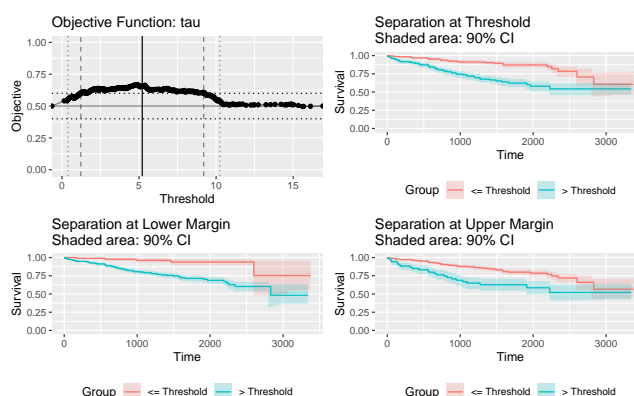 Objective Function: tau
1.00
0.75
0.50
0.25
0.00
Objective
0
5
10
15
Threshold
Separation at Threshold
Shaded area: 90% CI
1.00
0.75
0.50
0.25
0.00
Survival
0
1000
2000
3000
Time
Group
<= Threshold
> Threshold
Separation at Lower Margin
Shaded area: 90% CI
1.00
0.75
0.50
0.25
0.00
Survival
0
1000
2000
3000
Time
Group
<= Threshold
> Threshold
Separation at Upper Margin
Shaded area: 90% CI
1.00
0.75
0.50
0.25
0.00
Survival
0
1000
2000
3000
Time
Group
<= Threshold
> Threshold